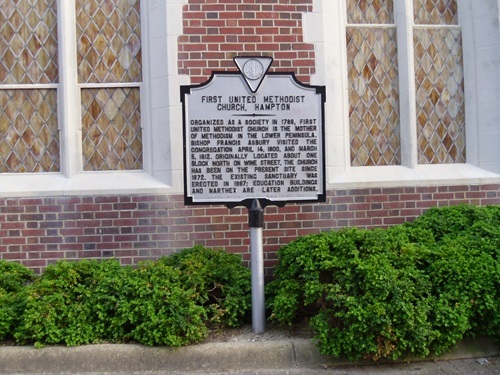 FIRST UNITED METHODIST
CHURCH, HAMPTON
ORGANIZED AS A SOCIETY IN 1789, FIRST
UNITED METHODIST CHURCH IS THE MOTHER
OF METHODISM IN THE LOWER PENINSULA.
BISHOP FRANCIS ASBURY VISITED THE
CONGREGATION APRIL 14, 1800, AND MARCH
5, 1812. ORIGINALLY LOCATED ABOUT ONE
BLOCK NORTH ON WINE STREET, THE CHURCH
HAS BEEN ON THE PRESENT SITE SINCE
THE EXISTING SANCTUARY WAS
ERECTED IN EDUCATION BUILDINGS
AND NARTHEX ARE LATER ADDITIONS.